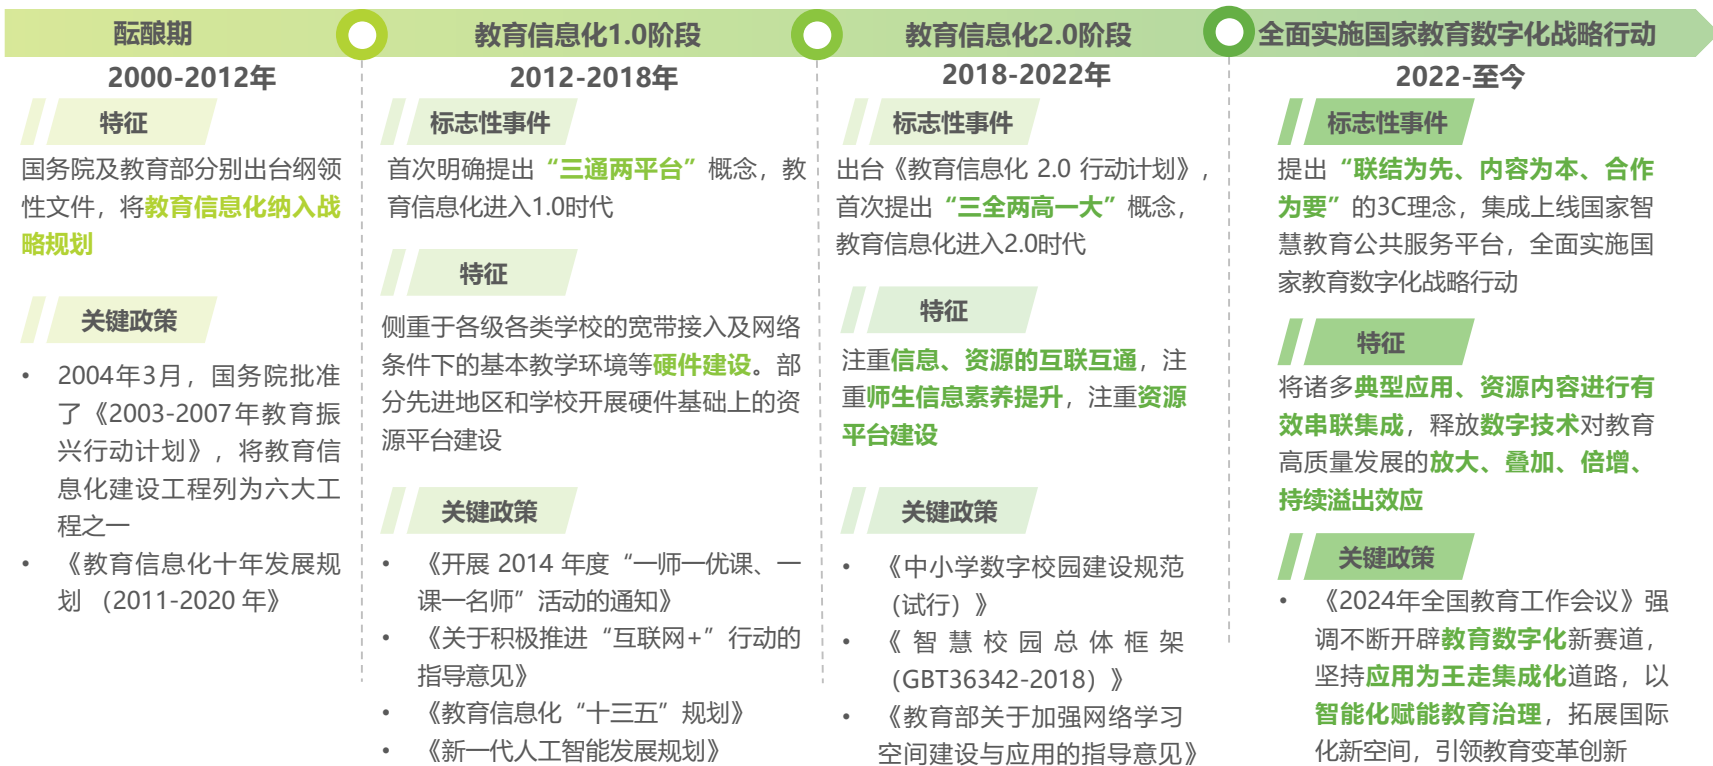 酝酿期
2000-2012年
特征
国务院及教育部分别出台纲领
性文件，将教育信息化纳入战
略规划
关键政策
• 2004年3月，国务院批准
了《2003-2007年教育振
兴行动计划》，将教育信
息化建设工程列为六大工
程之一
• 《教育信息化十年发展规
划 （2011-2020 年》
教育信息化1.0阶段
2012-2018年
标志性事件
首次明确提出“三通两平台”概念，教
育信息化进入1.0时代
特征
侧重于各级各类学校的宽带接入及网络
条件下的基本教学环境等硬件建设。部
分先进地区和学校开展硬件基础上的资
源平台建设
关键政策
• 《开展 2014 年度“一师一优课、一
课一名师”活动的通知》
• 《关于积极推进“互联网+”行动的
指导意见》
• 《教育信息化“十三五”规划》
• 《新一代人工智能发展规划》
教育信息化2.0阶段
2018-2022年
标志性事件
出台《教育信息化 2.0 行动计划》，
首次提出“三全两高一大”概念，
教育信息化进入2.0时代
特征
注重信息、资源的互联互通，注
重师生信息素养提升，注重资源
平台建设
关键政策
• 《中小学数字校园建设规范
（试行）》
• 《智慧校园总体框架
（GBT36342-2018）》
• 《教育部关于加强网络学习
空间建设与应用的指导意见》
全面实施国家教育数字化战略行动
2022-至今
标志性事件
提出“联结为先、内容为本、合作
为要”的3C理念，集成上线国家智
慧教育公共服务平台，全面实施国
家教育数字化战略行动
特征
将诸多典型应用、资源内容进行有
效串联集成，释放数字技术对教育
高质量发展的放大、叠加、倍增、
持续溢出效应
关键政策
• 《2024年全国教育工作会议》强
调不断开辟教育数字化新赛道，
坚持应用为王走集成化道路，以
智能化赋能教育治理，拓展国际
化新空间，引领教育变革创新